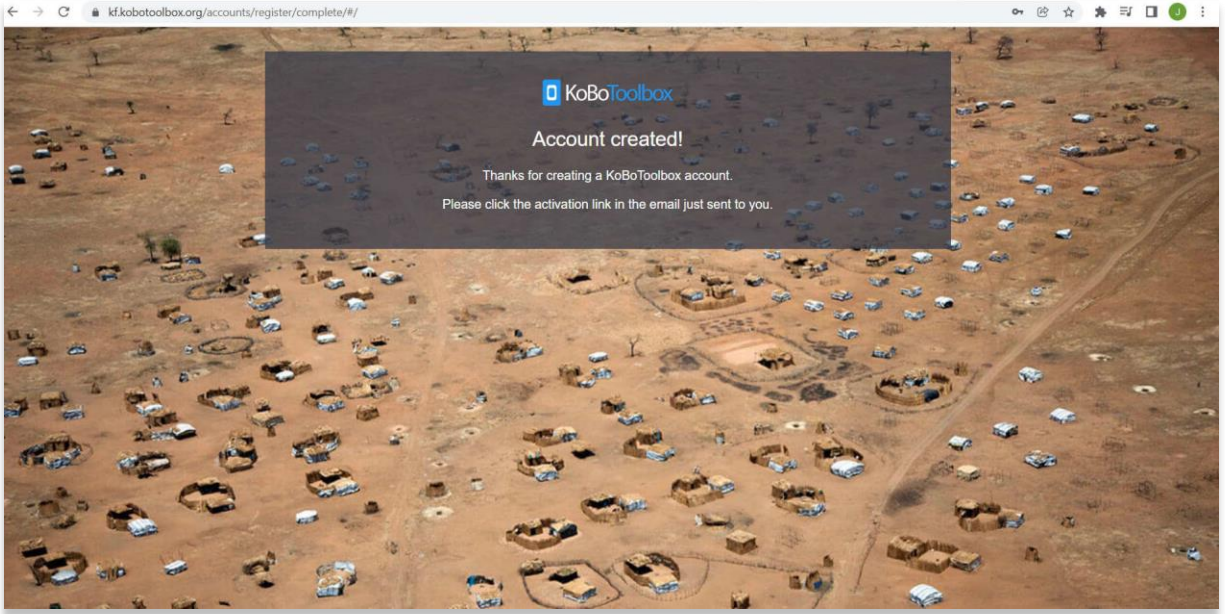 kf.kobotoolbox.org/accounts/register/complete/#/
J
KoBoToolbox
Account created!
Thanks for creating a KoBoToolbox account.
Please click the activation link in the email just sent to you.